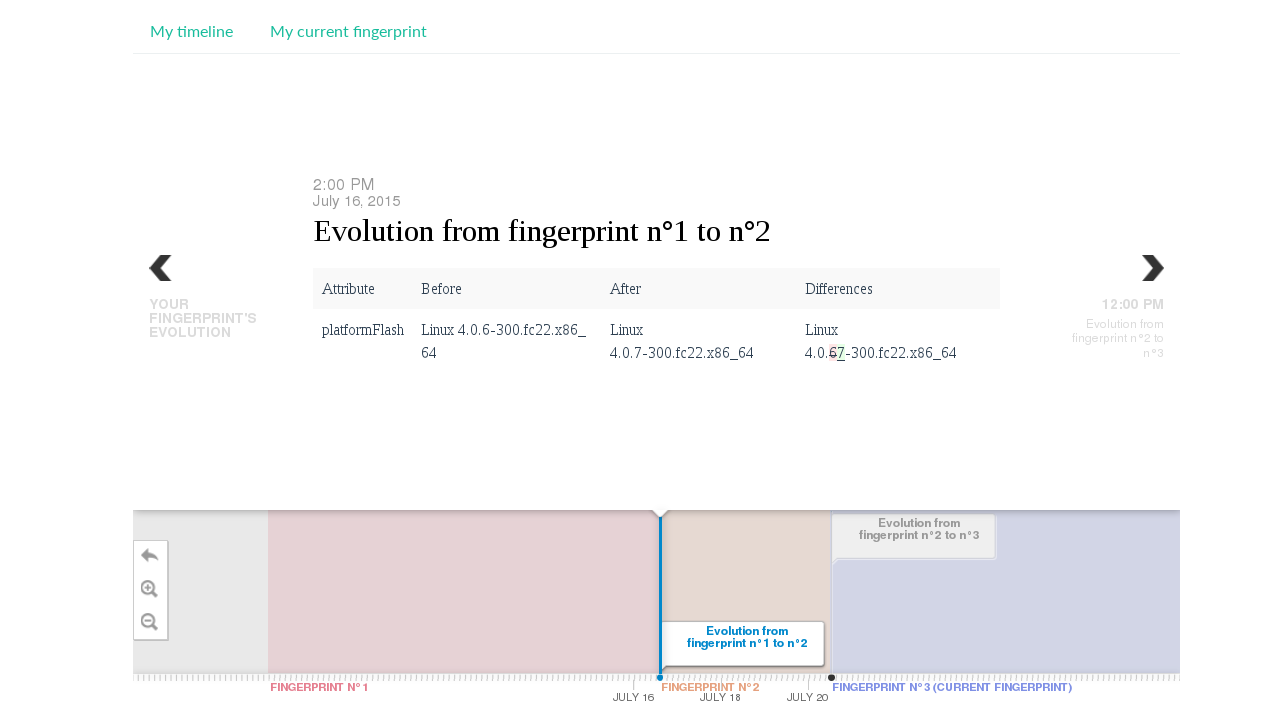 My timeline
My current fingerprint
2:00 PM
July 16, 2015
Evolution from fingerprint n°1 to n°2
YOUR
FINGERPRINT'S
EVOLUTION
12:00 PM
Evolution from
fingerprint n°2 to
n°3
Attribute Before After Differences
platformFlash Linux 4.0.6-300.fc22.x86_ Linux Linux
64 4.0.7-300.fc22.x86_64 4.0.67-300.fc22.x86_64
Evolution from
fingerprint n°2 to n°3
Evolution from
fingerprint n°1 to n°2
FINGERPRINT N°1
FINGERPRINT N°2
FINGERPRINT N°3 (CURRENT FINGERPRINT)
JULY 16
JULY 18
JULY 20